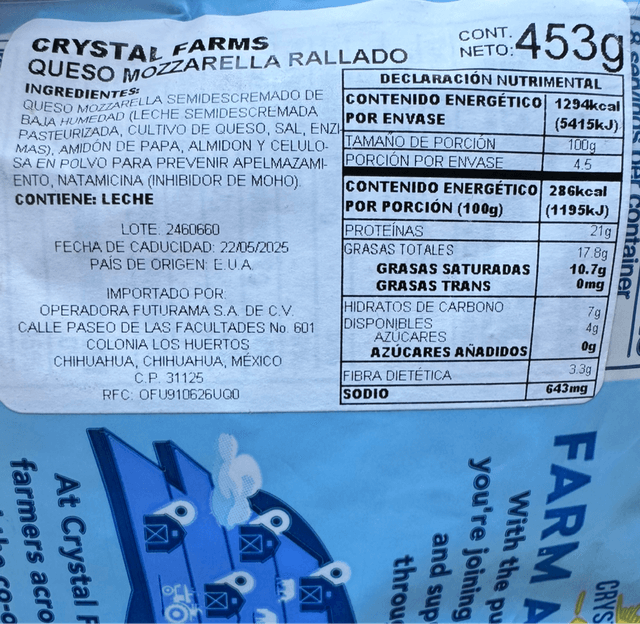 CRYSTAL FARMS
QUESO MOZZARELLA RALLADO
CONT.
NETO: 453g
INGREDIENTES:
QUESO MOZZARELLA SEMIDESCREMADO DE
BAJA HUMEDAD (LECHE SEMIDESCREMADA
PASTEURIZADA, CULTIVO DE QUESO, SAL, ENZI-
MAS), AMIDÓN DE PAPA, ALMIDON Y CELULO-
SA EN POLVO PARA PREVENIR APELMAZAMI-
ENTO, NATAMICINA (INHIBIDOR DE MOHO).
CONTIENE: LECHE
LOTE: 2460660
FECHA DE CADUCIDAD: 22/05/2025
PAÍS DE ORIGEN: E.U.A.
IMPORTADO POR:
OPERADORA FUTURAMA S.A. DE C.V.
CALLE PASEO DE LAS FACULTADES No. 601
COLONIA LOS HUERTOS
CHIHUAHUA, CHIHUAHUA, MÉXICO
C.P. 31125
RFC: OFU910626UQ0
DECLARACIÓN NUTRIMENTAL
CONTENIDO ENERGÉTICO 1294kcal
POR ENVASE (5415kJ)
TAMAÑO DE PORCIÓN 100g
PORCIÓN POR ENVASE 4.5
CONTENIDO ENERGÉTICO 286kcal
POR PORCIÓN (100g) (1195kJ)
PROTEÍNAS 21g
GRASAS TOTALES 17.8g
GRASAS SATURADAS 10.7g
GRASAS TRANS 0mg
HIDRATOS DE CARBONO 7g
DISPONIBLES
AZÚCARES 4g
AZÚCARES AÑADIDOS 0g
FIBRA DIETÉTICA 3.3g
SODIO 643mg
8 servings per container
FARM A
With the pu
you're joining
and sup
throu
At Crystal F
farmers acro
co-o
CRYS